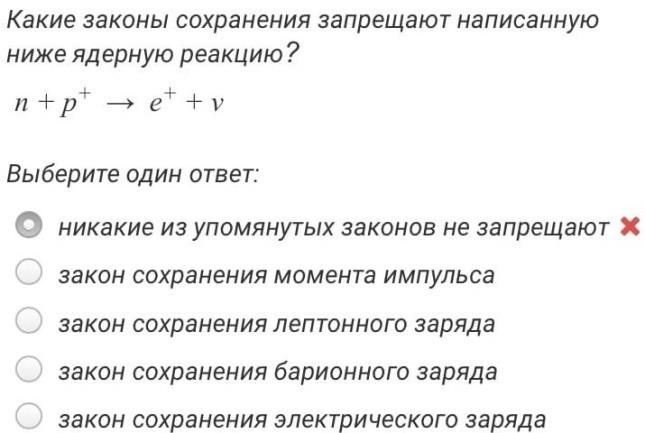 Какие законы сохранения запрещают написанную
ниже ядерную реакцию?
n + p⁺ → e⁺ + ν
Выберите один ответ:
никакие из упомянутых законов не запрещают
закон сохранения момента импульса
закон сохранения лептонного заряда
закон сохранения барионного заряда
закон сохранения электрического заряда